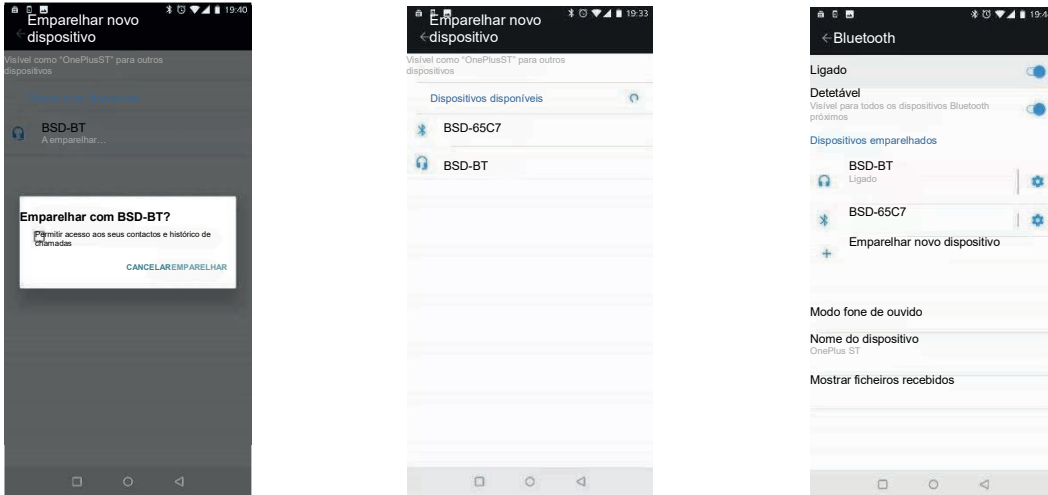 19:40
Emparelhar novo
dispositivo
Visível como "OnePlusST" para outros
dispositivos
BSD-BT
A emparelhar...
Emparelhar com BSD-BT?
Permitir acesso aos seus contactos e histórico de
chamadas
CANCELAREMPARELHAR
19:33
Emparelhar novo
dispositivo
Visível como "OnePlusST" para outros
dispositivos
Dispositivos disponíveis
BSD-65C7
BSD-BT
Bluetooth
Ligado
Detetável
Visível para todos os dispositivos Bluetooth
próximos
Dispositivos emparelhados
BSD-BT
Ligado
BSD-65C7
Emparelhar novo dispositivo
Modo fone de ouvido
Nome do dispositivo
OnePlus ST
Mostrar ficheiros recebidos